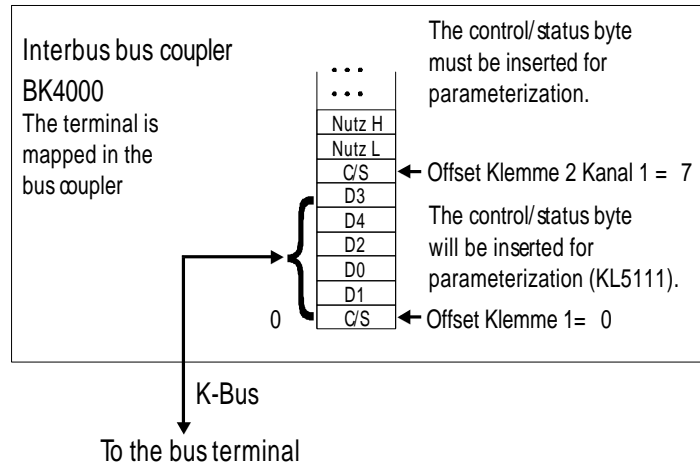 Interbus bus coupler
BK4000
The terminal is
mapped in the
bus coupler
The control/status byte
must be inserted for
parameterization.
...
...
Nutz H
Nutz L
C/S
Offset Klemme 2 Kanal 1 = 7
D3
D4
D2
D0
D1
The control/status byte
will be inserted for
parameterization (KL5111).
0
C/S
Offset Klemme 1= 0
K-Bus
To the bus terminal